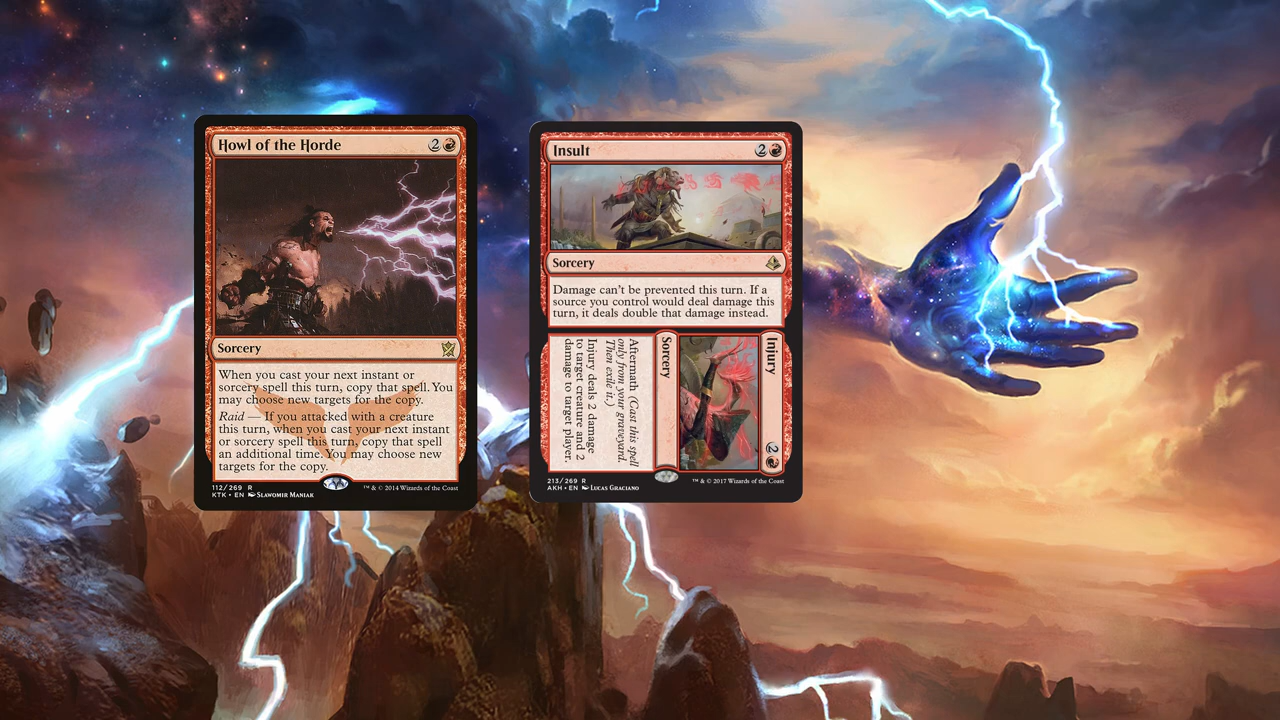 Howl of the Horde 2
Sorcery
When you cast your next instant or
sorcery spell this turn, copy that spell. You
may choose new targets for the copy.
Raid — If you attacked with a creature
this turn, when you cast your next instant
or sorcery spell this turn, copy that spell
an additional time. You may choose new
targets for the copy.
112/269 R
KTK • EN Slawomir Maniak
™ & © 2014 Wizards of the Coast
Insult 2
Sorcery
Damage can't be prevented this turn. If a
source you control would deal damage this
turn, it deals double that damage instead.
Injury 2
Sorcery
Aftermath (Cast this spell
only from your graveyard.
Then exile it.)
Injury deals 2 damage
to target creature and 2
damage to target player.
213/269 R
AKH • EN Lucas Graciano
™ & © 2017 Wizards of the Coast